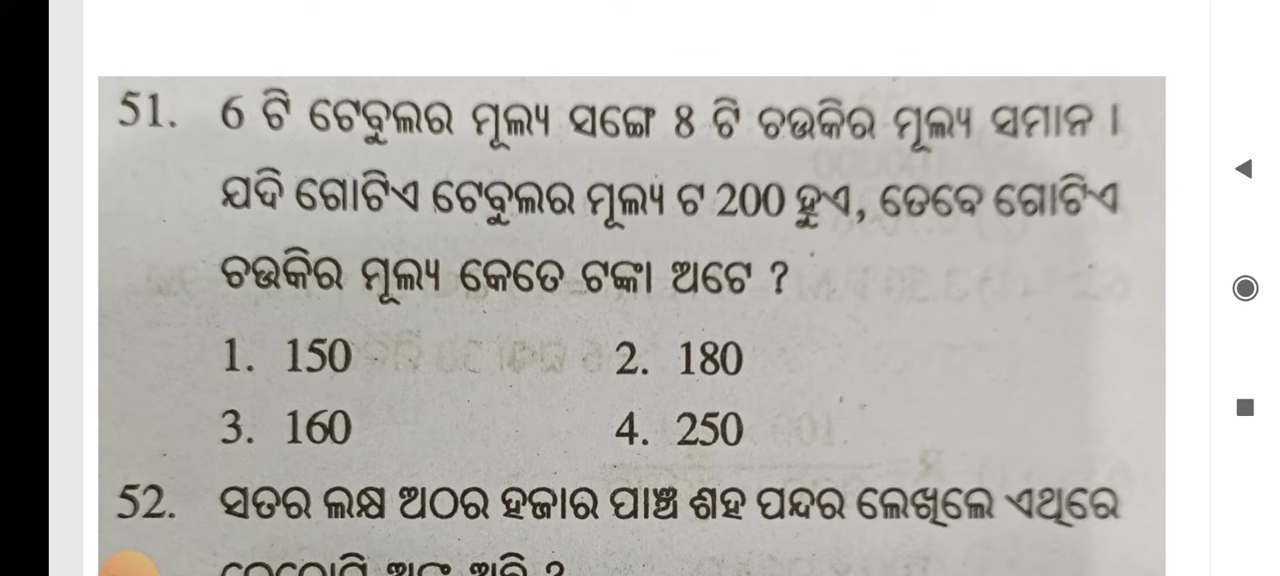 51. 6 ଟି ଟେବୁଲର ମୂଲ୍ୟ ସଙ୍ଗେ 8 ଟି ଚଉକିର ମୂଲ୍ୟ ସମାନ ।
ଯଦି ଗୋଟିଏ ଟେବୁଲର ମୂଲ୍ୟ ଟ 200 ହୁଏ, ତେବେ ଗୋଟିଏ
ଚଉକିର ମୂଲ୍ୟ କେତେ ଟଙ୍କା ଅଟେ ?
1. 150 2. 180
3. 160 4. 250
52. ସତର ଲକ୍ଷ ଅଠର ହଜାର ପାଞ୍ଚ ଶହ ପନ୍ଦର ଲେଖିଲେ ଏଥିରେ